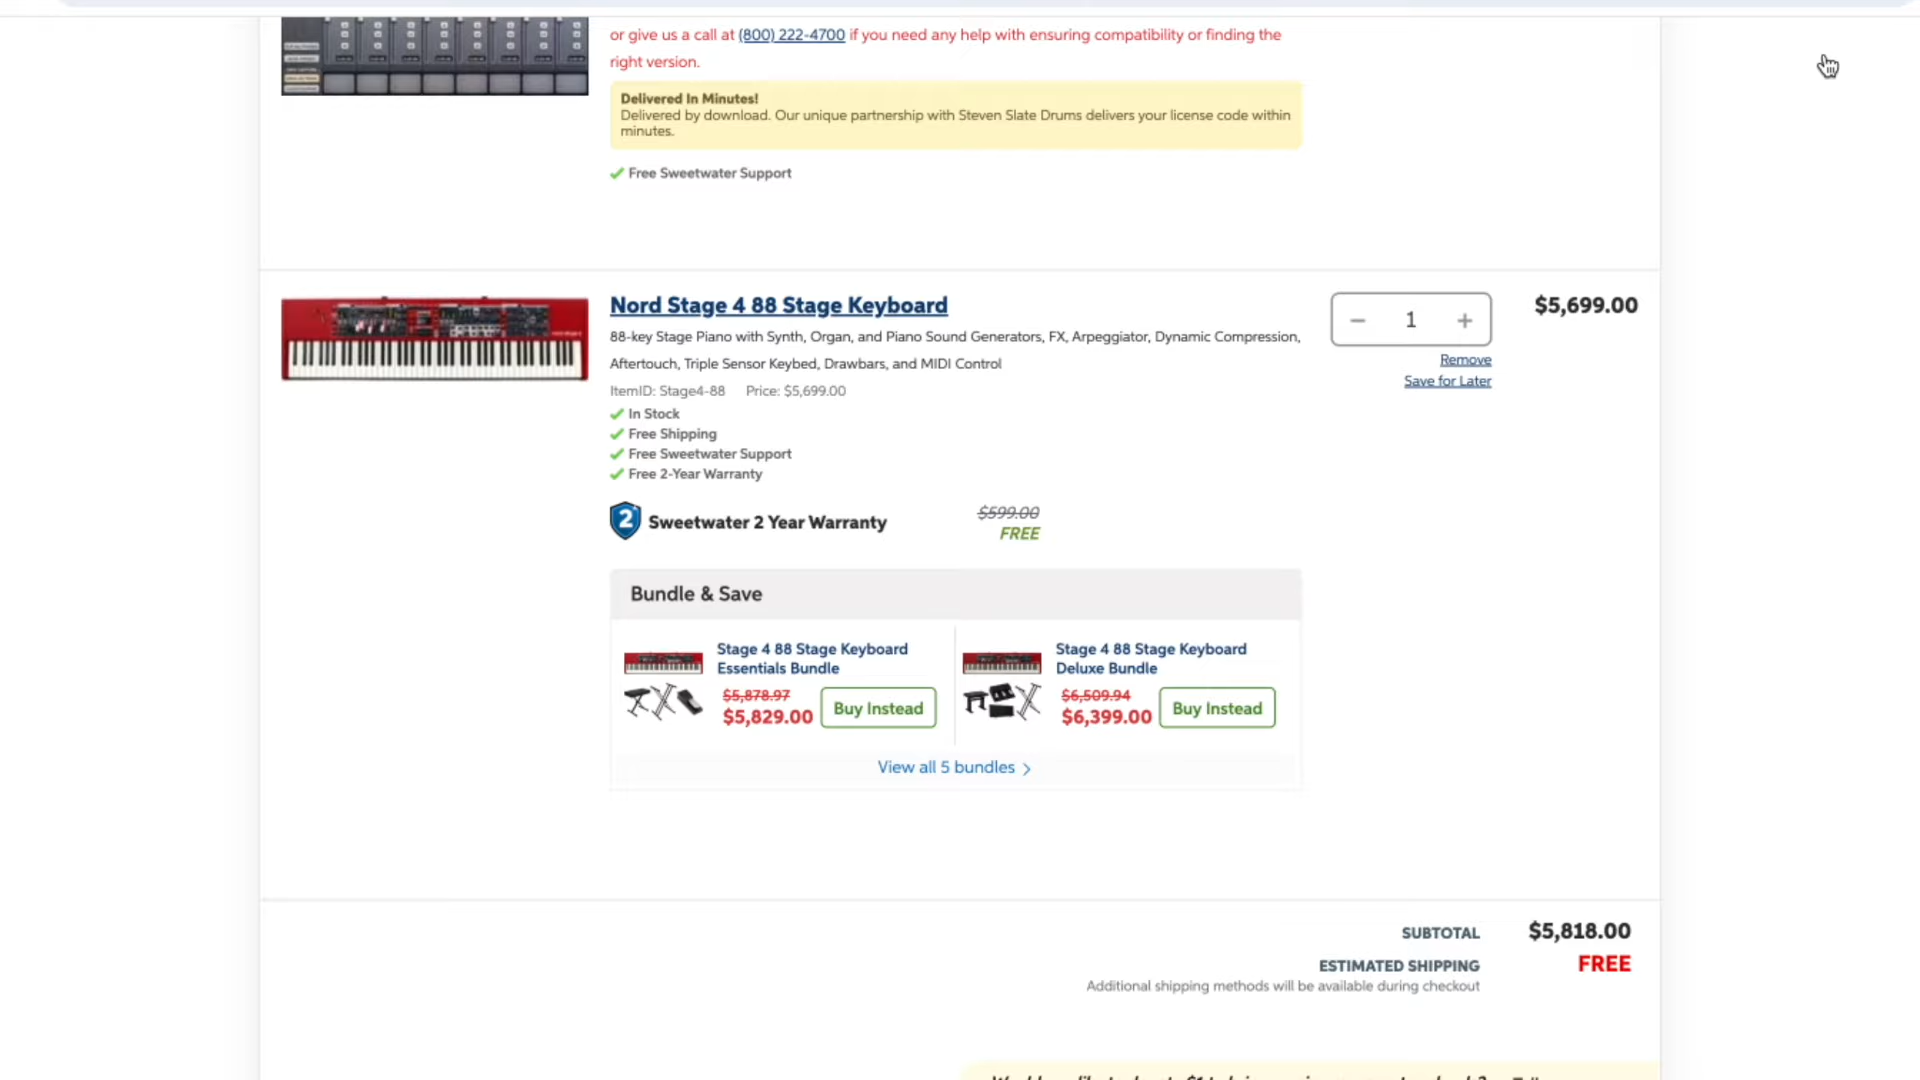 or give us a call at (800) 222-4700 if you need any help with ensuring compatibility or finding the
right version.
Delivered In Minutes!
Delivered by download. Our unique partnership with Steven Slate Drums delivers your license code within
minutes.
Free Sweetwater Support
Nord Stage 4 88 Stage Keyboard
1
$5,699.00
88-key Stage Piano with Synth, Organ, and Piano Sound Generators, FX, Arpeggiator, Dynamic Compression,
Aftertouch, Triple Sensor Keybed, Drawbars, and MIDI Control
Remove
Save for Later
ItemID: Stage4-88 Price: $5,699.00
In Stock
Free Shipping
Free Sweetwater Support
Free 2-Year Warranty
2 Sweetwater 2 Year Warranty
$599.00
FREE
Bundle & Save
Stage 4 88 Stage Keyboard
Essentials Bundle
$5,878.97
$5,829.00
Buy Instead
Stage 4 88 Stage Keyboard
Deluxe Bundle
$6,509.94
$6,399.00
Buy Instead
View all 5 bundles
SUBTOTAL $5,818.00
ESTIMATED SHIPPING FREE
Additional shipping methods will be available during checkout